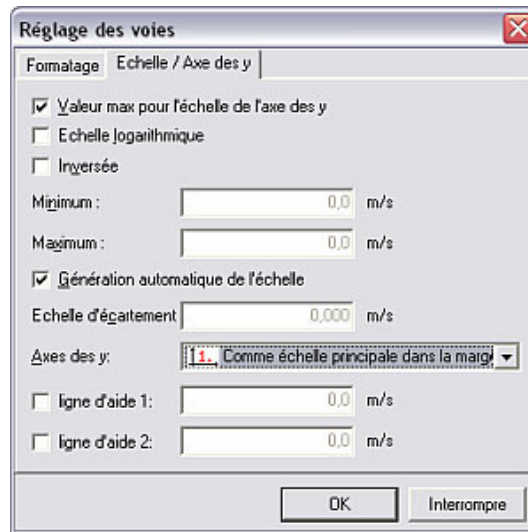 Réglage des voies
Formatage Echelle / Axe des y
Valeur max pour l'échelle de l'axe des y
Echelle logarithmique
Inversée
Minimum : 0,0 m/s
Maximum : 0,0 m/s
Génération automatique de l'échelle
Echelle d'écartement 0,000 m/s
Axes des y: 1. Comme échelle principale dans la marg
ligne d'aide 1: 0,0 m/s
ligne d'aide 2: 0,0 m/s
OK Interrompre